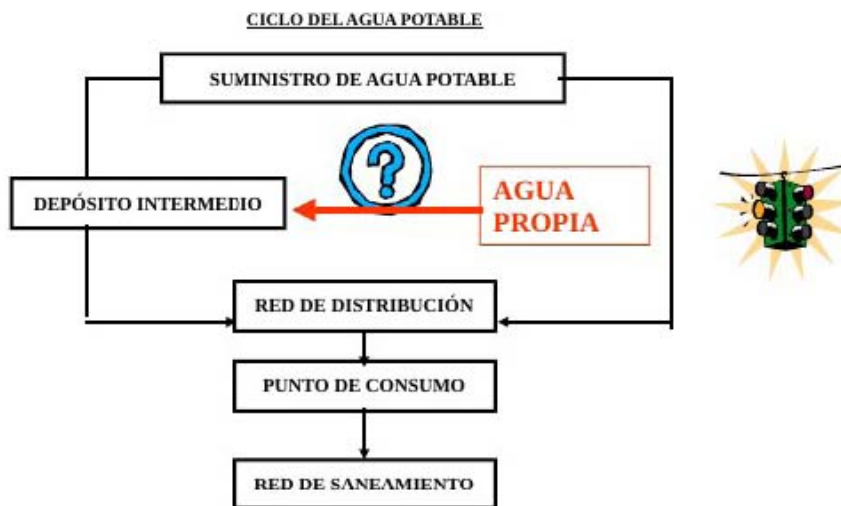 CICLO DEL AGUA POTABLE
SUMINISTRO DE AGUA POTABLE
?
DEPÓSITO INTERMEDIO
AGUA
PROPIA
RED DE DISTRIBUCIÓN
PUNTO DE CONSUMO
RED DE SANEAMIENTO